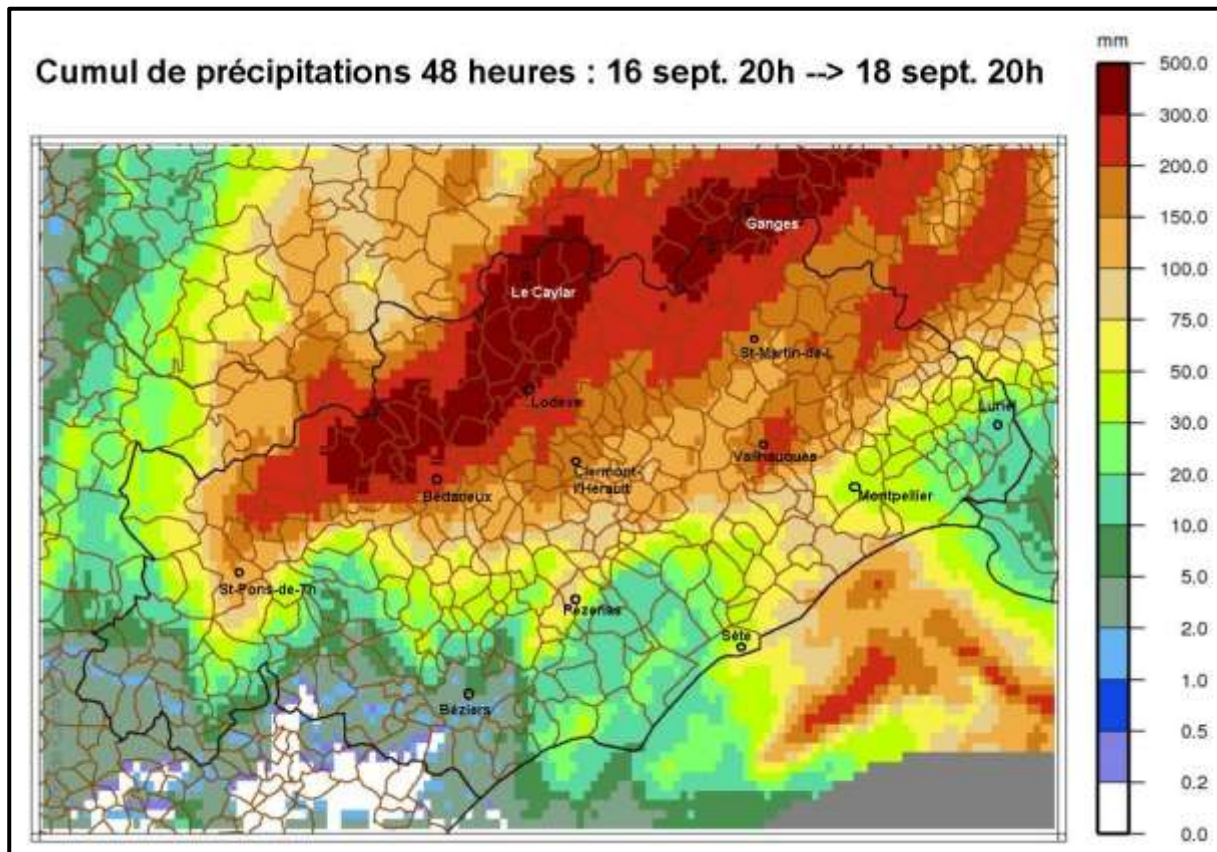 Cumul de précipitations 48 heures : 16 sept. 20h --> 18 sept. 20h
mm
500.0
300.0
200.0
150.0
100.0
75.0
50.0
30.0
20.0
10.0
5.0
2.0
1.0
0.5
0.2
0.0
Ganges
Le Caylar
St-Martin-de-L
Lodève
Lunel
Vailhauquès
Clermont-
l'Hérault
Bédarieux
Montpellier
St-Pons-de-Th
Pézenas
Sète
Béziers